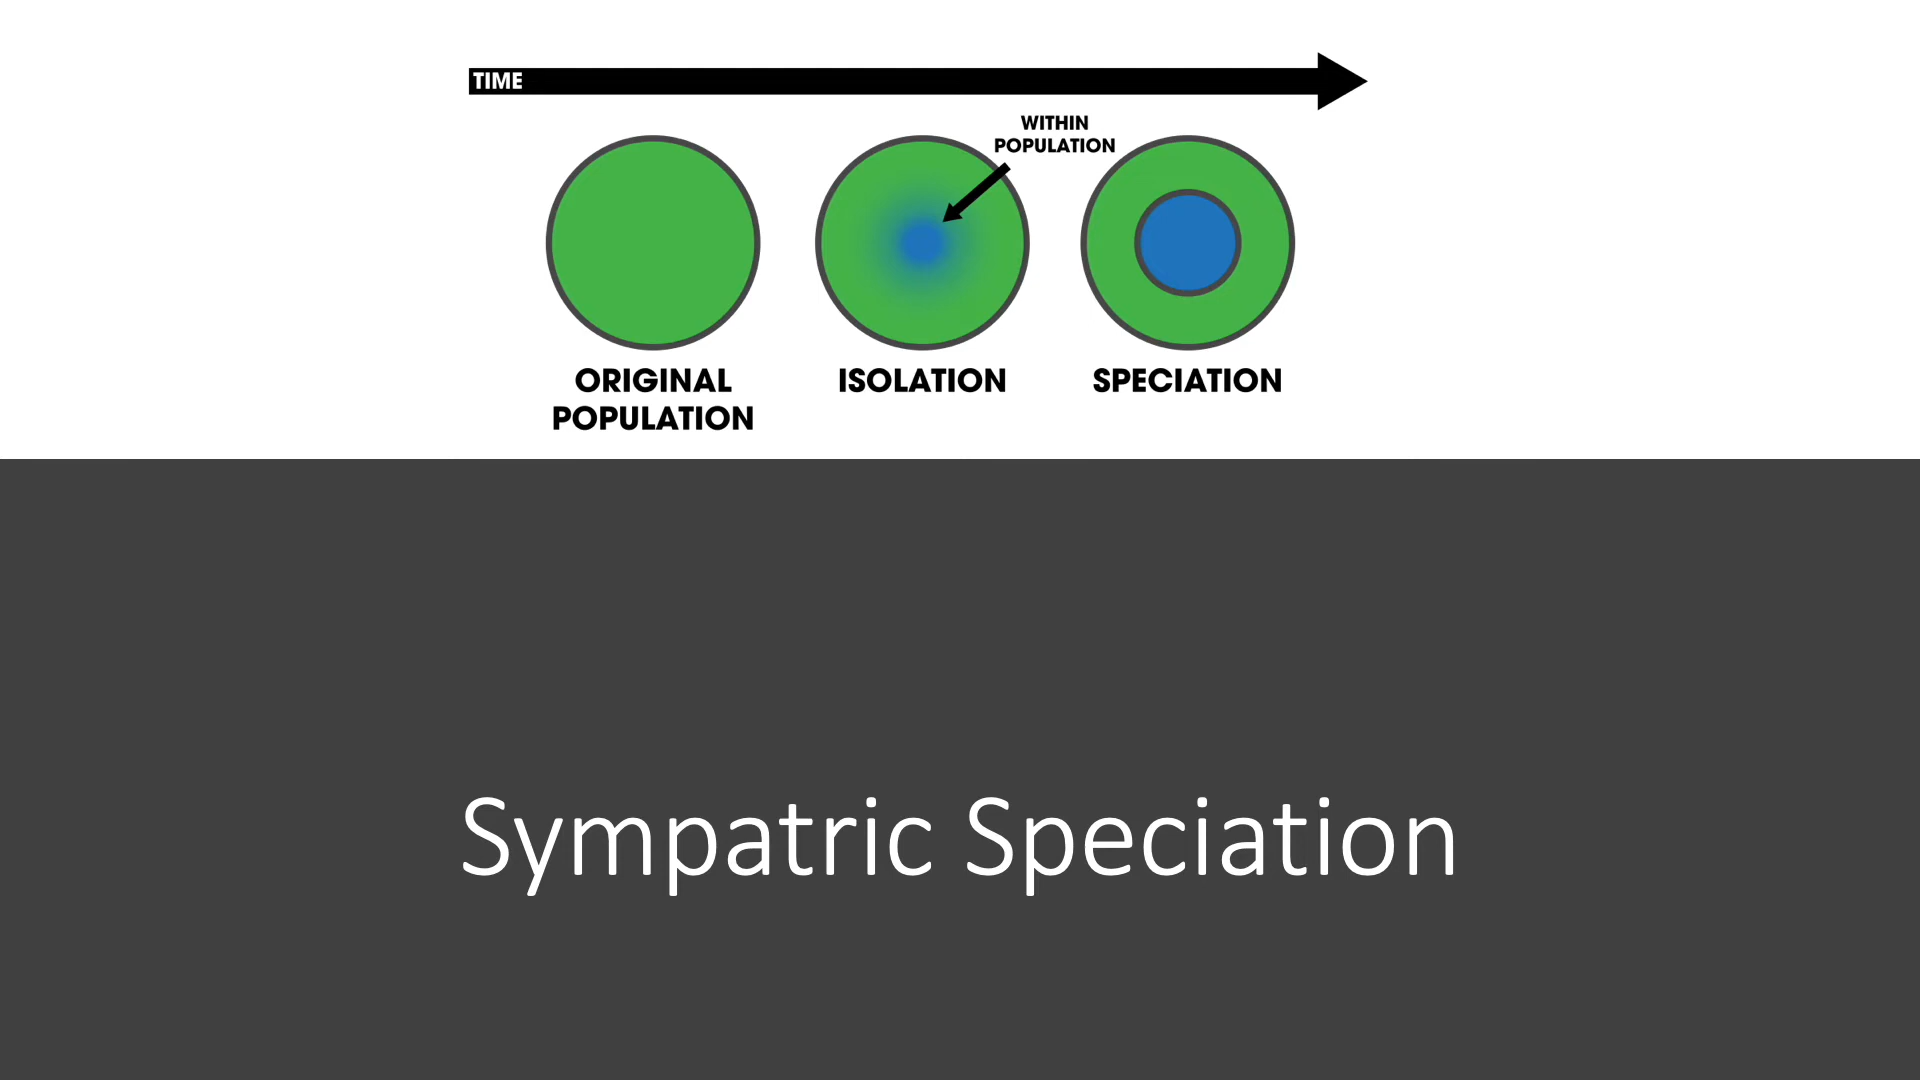 TIME
WITHIN
POPULATION
ORIGINAL
POPULATION
ISOLATION
SPECIATION
Sympatric Speciation